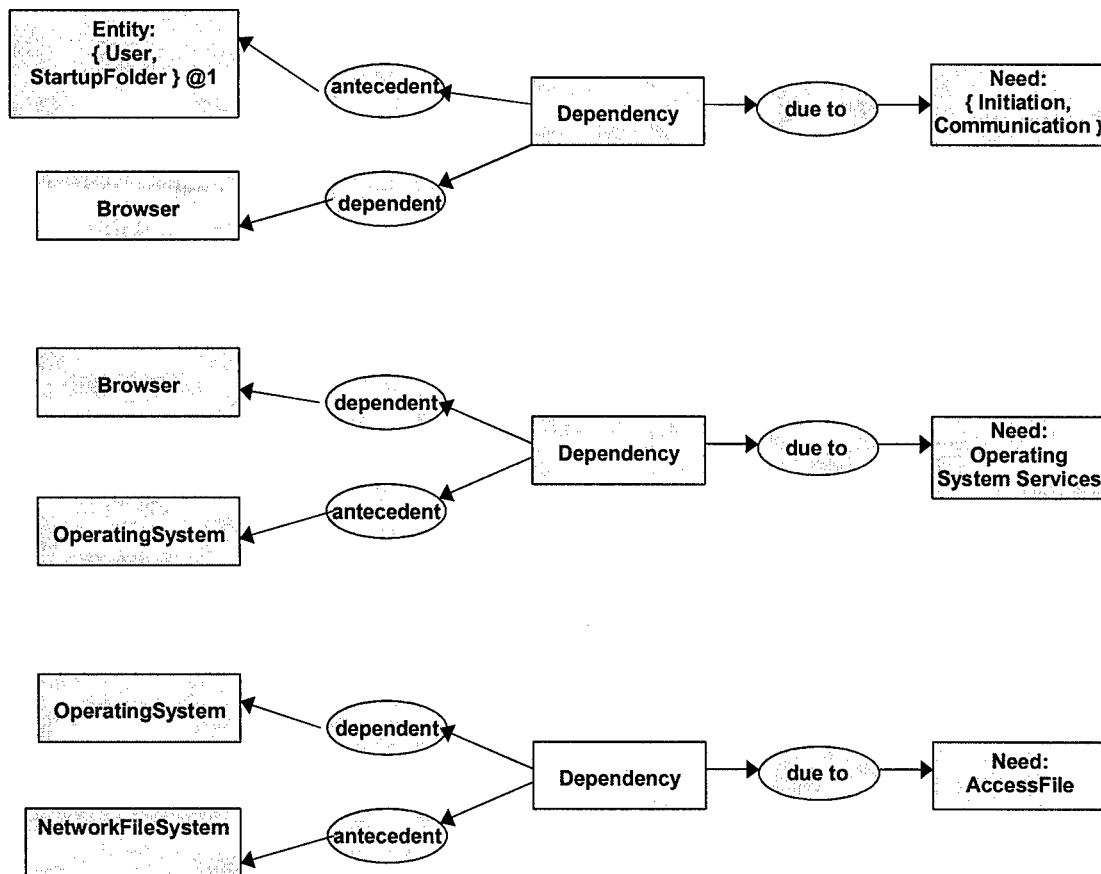 Entity:
{ User,
StartupFolder } @1
antecedent
Dependency
due to
Need:
{ Initiation,
Communication }
Browser
dependent
Browser
dependent
Dependency
due to
Need:
Operating
System Services
OperatingSystem
antecedent
OperatingSystem
dependent
Dependency
due to
Need:
AccessFile
NetworkFileSystem
antecedent